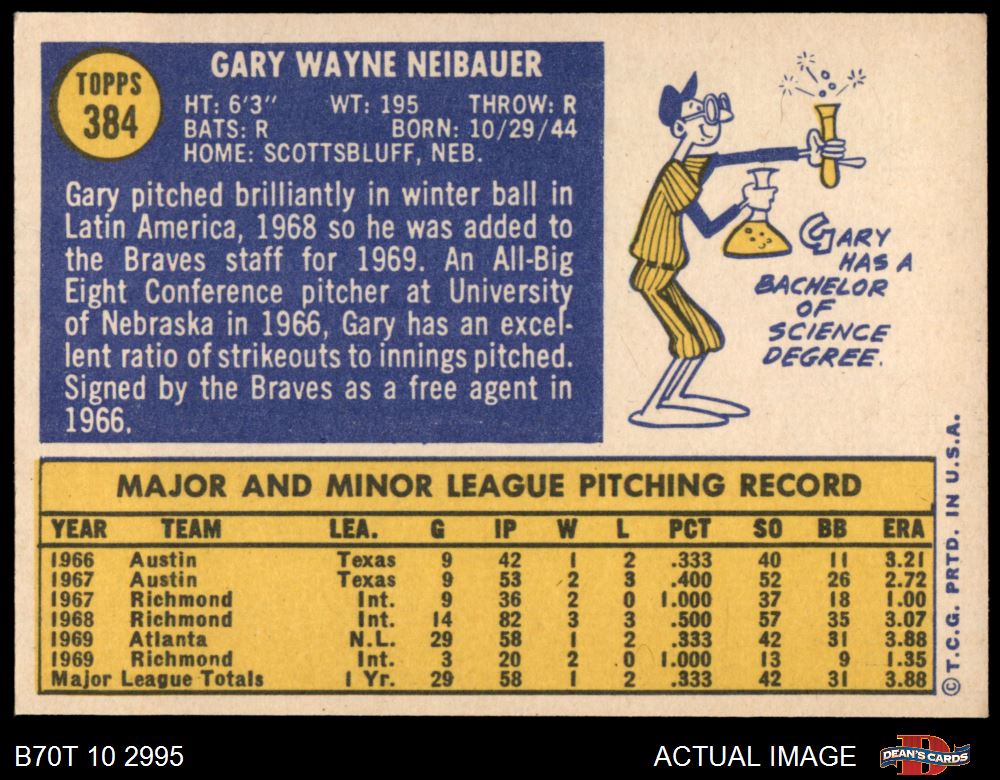 TOPPS
384
GARY WAYNE NEIBAUER
HT: 6'3" WT: 195 THROW: R
BATS: R BORN: 10/29/44
HOME: SCOTTSBLUFF, NEB.
Gary pitched brilliantly in winter ball in
Latin America, 1968 so he was added to
the Braves staff for 1969. An All-Big
Eight Conference pitcher at University
of Nebraska in 1966, Gary has an excel-
lent ratio of strikeouts to innings pitched.
Signed by the Braves as a free agent in
1966.
GARY
HAS A
BACHELOR
OF
SCIENCE
DEGREE.
MAJOR AND MINOR LEAGUE PITCHING RECORD
YEAR TEAM LEA. G IP W L PCT SO BB ERA
1966 Austin Texas 9 42 1 2 .333 40 11 3.21
1967 Austin Texas 9 53 2 3 .400 52 26 2.72
1967 Richmond Int. 9 36 2 0 1.000 37 18 1.00
1968 Richmond Int. 14 82 3 3 .500 57 35 3.07
1969 Atlanta N.L. 29 58 1 2 .333 42 31 3.88
1969 Richmond Int. 3 20 2 0 1.000 13 9 1.35
Major League Totals 1 Yr. 29 58 1 2 .333 42 31 3.88
© T.C.G. PRTD. IN U.S.A.
B70T 10 2995 ACTUAL IMAGE
D
DEAN'S CARDS